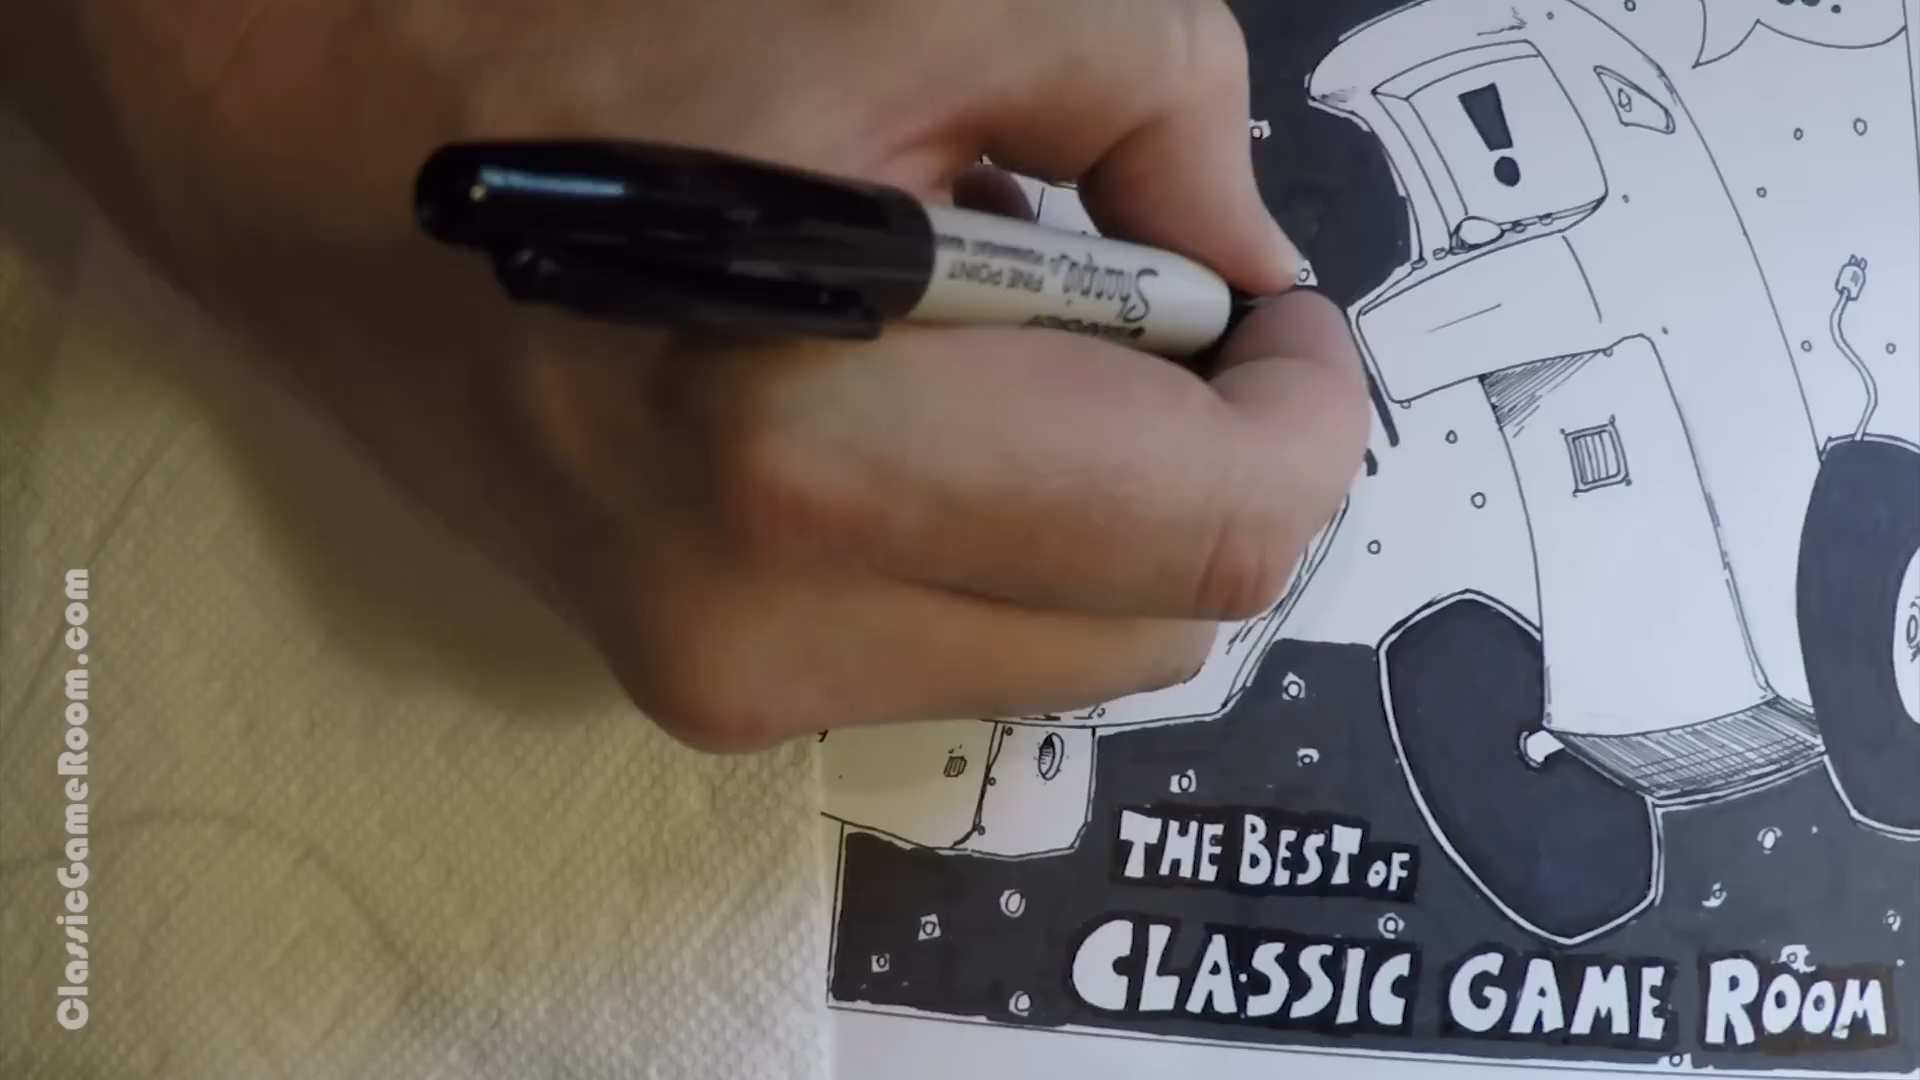 Sharpie
FINE POINT
!
THE BEST OF
CLASSIC GAME ROOM
ClassicGameRoom.com